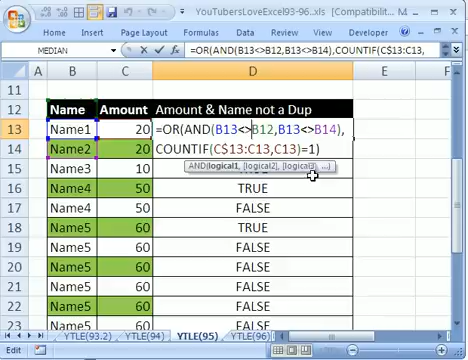 YouTubersLoveExcel93-96...xls [Compatibility...
Home Insert Page Layout Formulas Data Review View
MEDIAN =OR(AND(B13<>B12,B13<>B14),COUNTIF(C$13:C13,
A B C D E F
11
12 Name Amount Amount & Name not a Dup
13 Name1 20 =OR(AND(B13<>B12,B13<>B14),
14 Name2 20 COUNTIF(C$13:C13,C13)=1)
AND(logical1, [logical2], [logical3], ...)
15 Name3 10
16 Name4 50 TRUE
17 Name4 50 FALSE
18 Name5 60 TRUE
19 Name5 60 FALSE
20 Name5 60 FALSE
21 Name5 60 FALSE
22 Name5 60 FALSE
23 Name5 60 FALSE
YTLE(93.2) YTLE(94) YTLE(95) YTLE(96)
Edit 100%